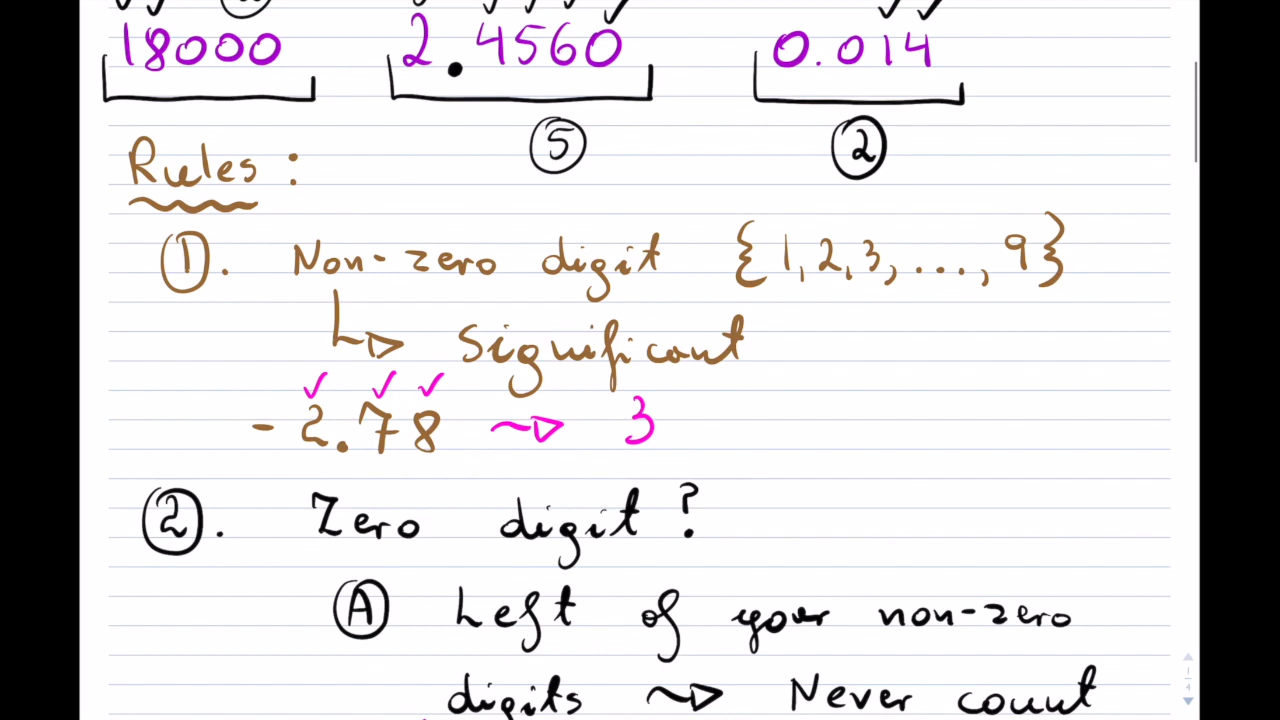 18000 2.4560 0.014
5 2
Rules :
1. Non-zero digit {1,2,3,...,9}
Significant
- 2.78 3
2. Zero digit?
A Left of your non-zero
digits Never count